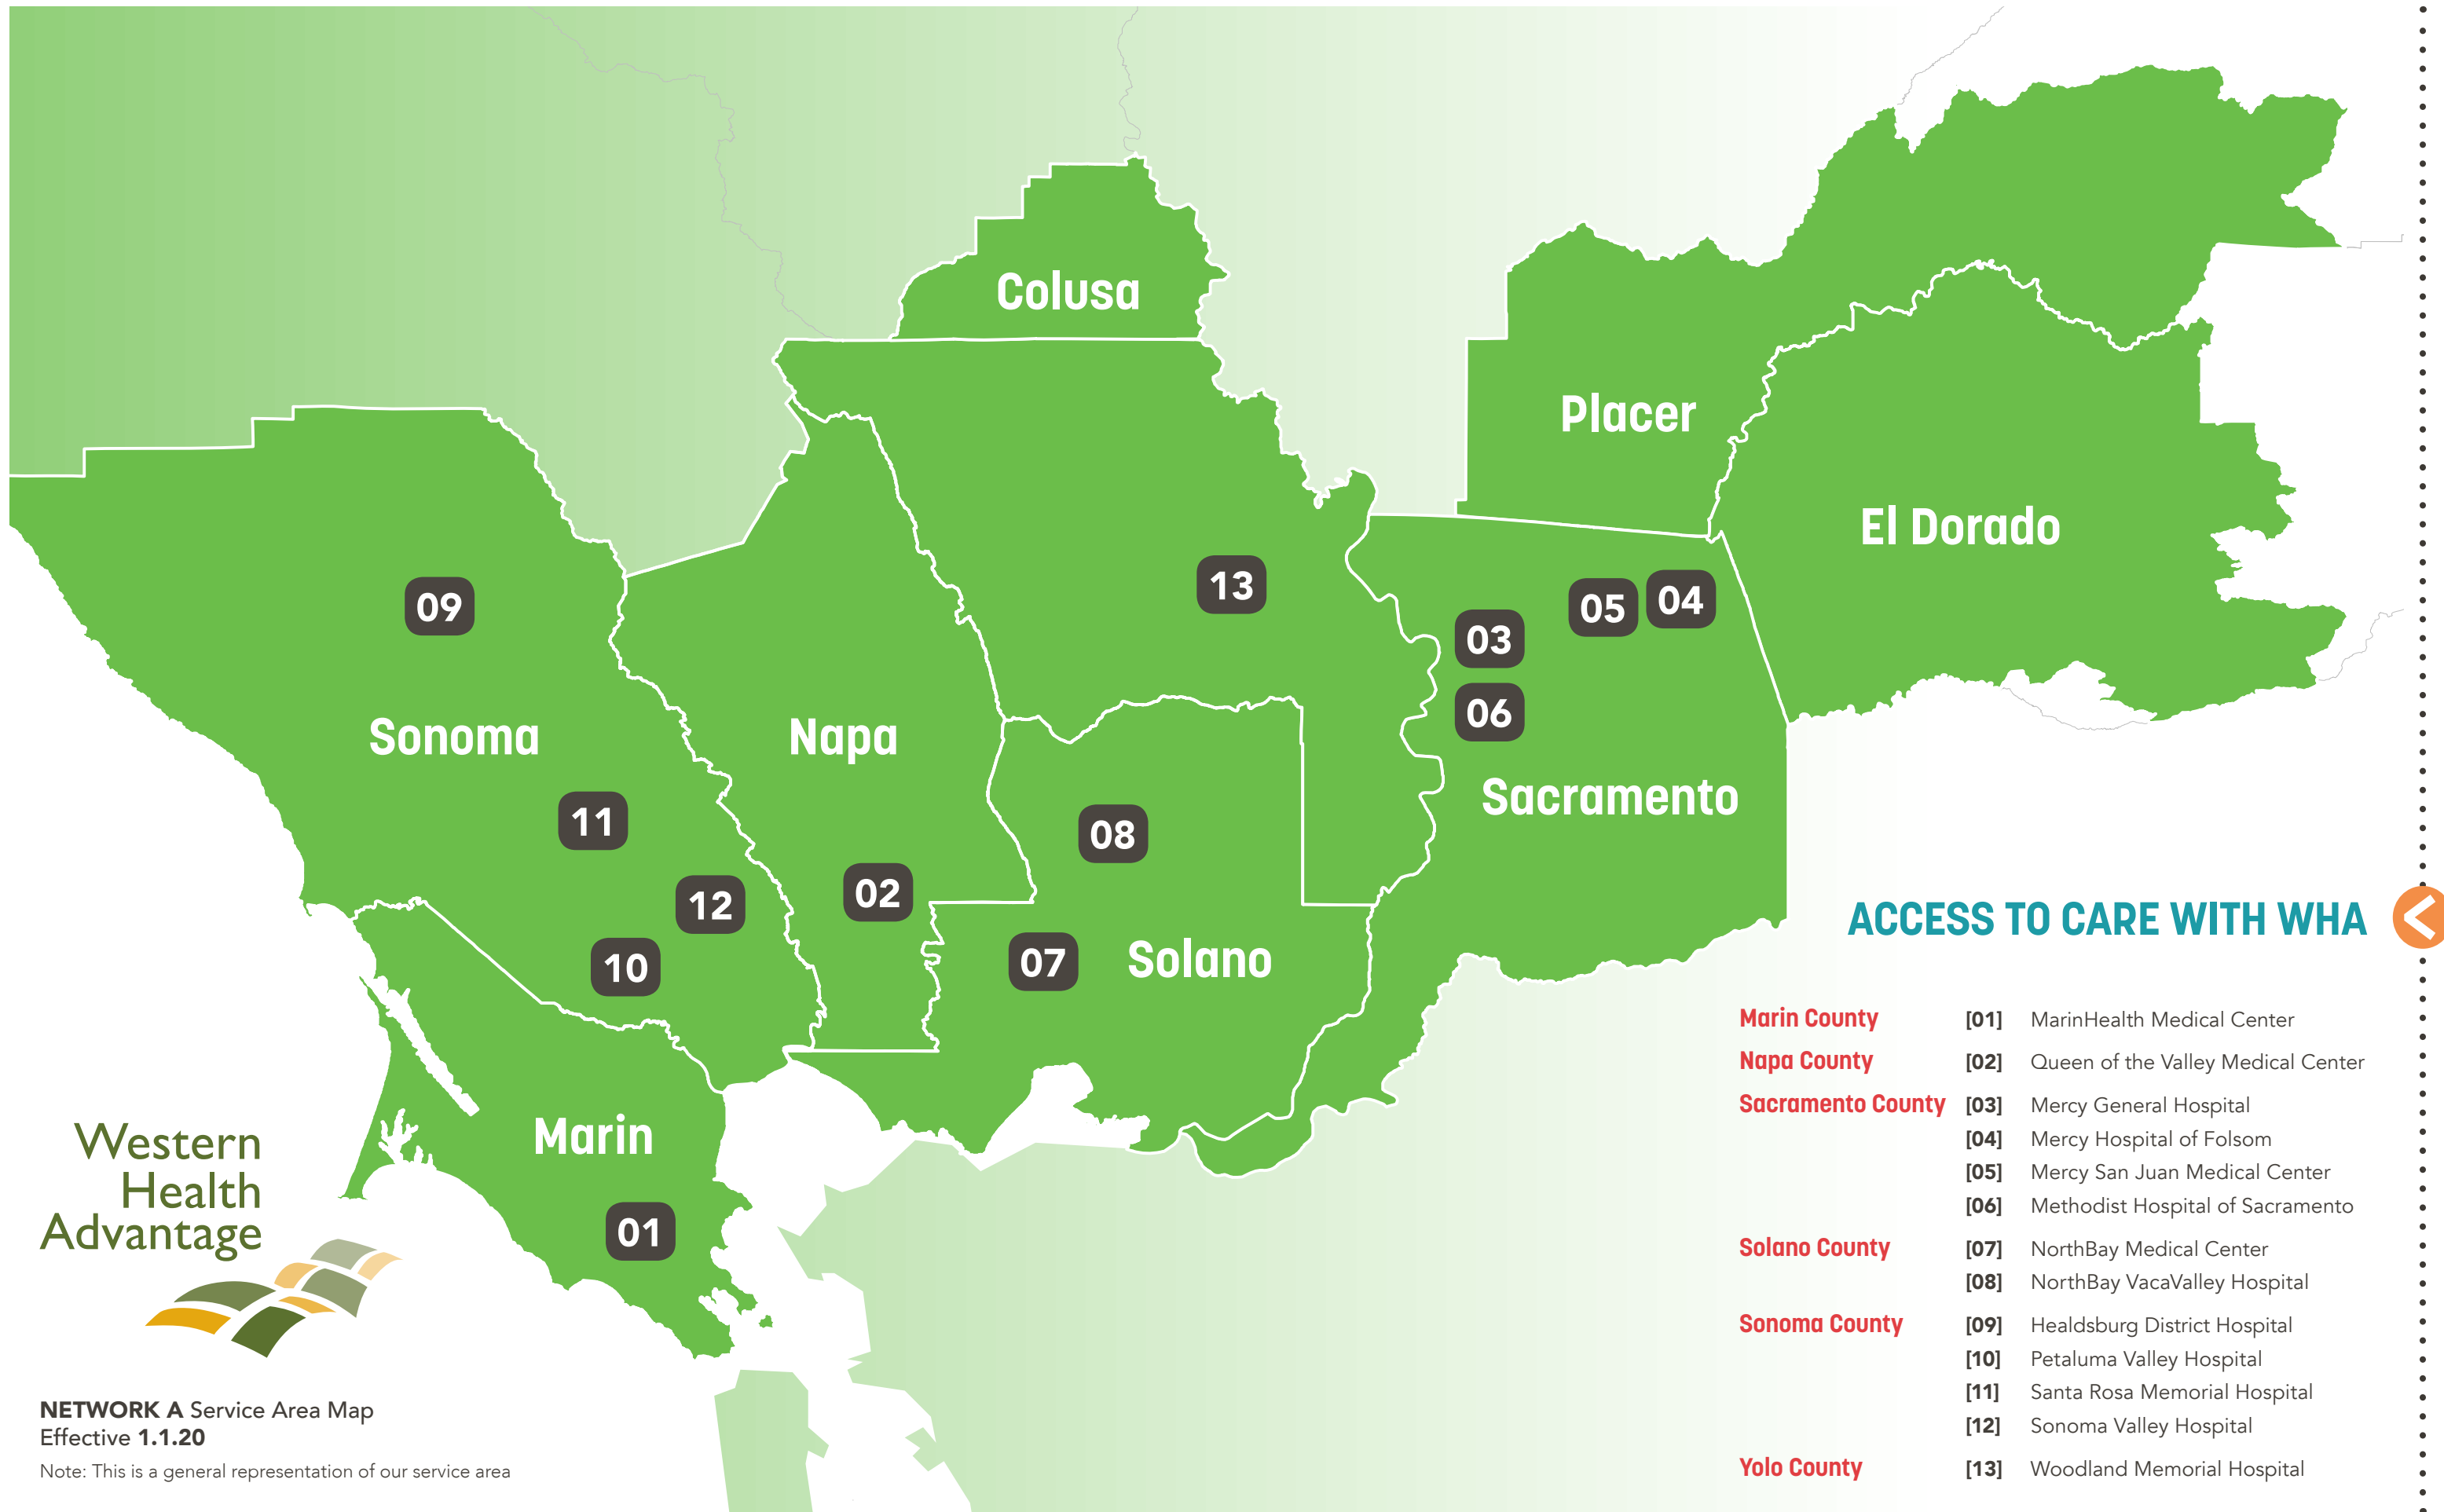 Colusa
Placer
El Dorado
09
13
05
04
03
06
Sonoma
Napa
Sacramento
11
08
02
12
07
Solano
10
Marin
01
Western
Health
Advantage
NETWORK A Service Area Map
Effective 1.1.20
Note: This is a general representation of our service area
ACCESS TO CARE WITH WHA
Marin County [01] MarinHealth Medical Center
Napa County [02] Queen of the Valley Medical Center
Sacramento County [03] Mercy General Hospital
[04] Mercy Hospital of Folsom
[05] Mercy San Juan Medical Center
[06] Methodist Hospital of Sacramento
Solano County [07] NorthBay Medical Center
[08] NorthBay VacaValley Hospital
Sonoma County [09] Healdsburg District Hospital
[10] Petaluma Valley Hospital
[11] Santa Rosa Memorial Hospital
[12] Sonoma Valley Hospital
Yolo County [13] Woodland Memorial Hospital